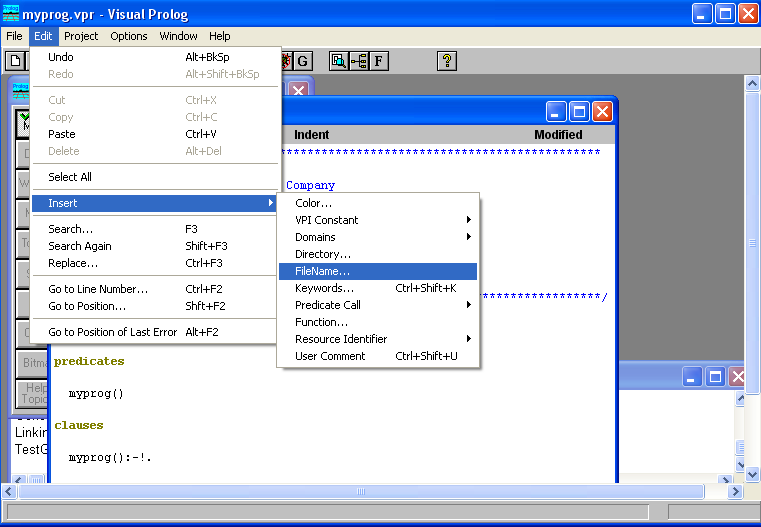 myprog.vpr - Visual Prolog
File Edit Project Options Window Help
G F ?
Undo Alt+BkSp
Redo Alt+Shift+BkSp
Cut Ctrl+X
Copy Ctrl+C
Paste Ctrl+V
Delete Alt+Del
Select All
Insert
Search... F3
Search Again Shift+F3
Replace... Ctrl+F3
Go to Line Number... Ctrl+F2
Go to Position... Shft+F2
Go to Position of Last Error Alt+F2
Color...
VPI Constant
Domains
Directory...
FileName...
Keywords... Ctrl+Shift+K
Predicate Call
Function...
Resource Identifier
User Comment Ctrl+Shift+U
Indent Modified
******************************************
Company
******************/
predicates
myprog()
clauses
myprog():-!.
Bitma
Help
Topic
Linkin
TestG